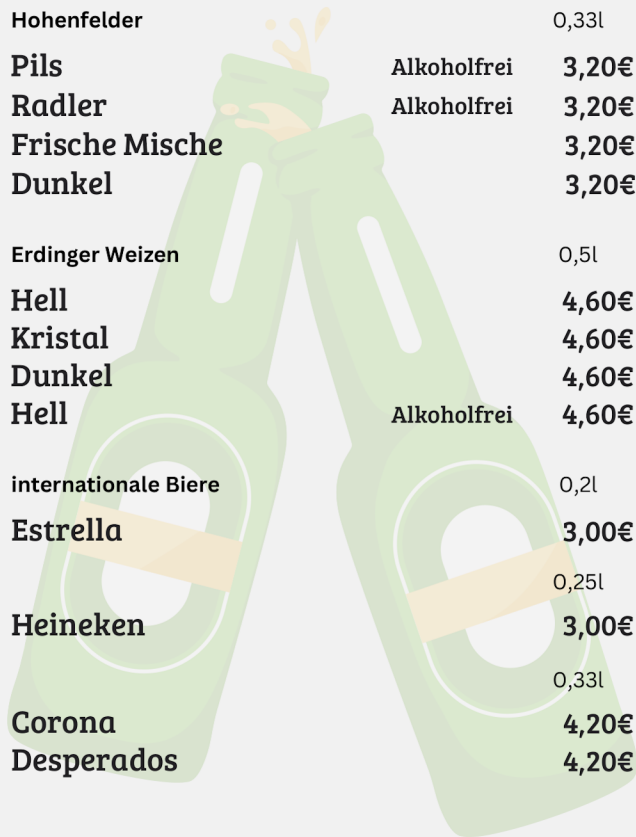 Hohenfelder 0,33l
Pils Alkoholfrei 3,20€
Radler Alkoholfrei 3,20€
Frische Mische 3,20€
Dunkel 3,20€
Erdinger Weizen 0,5l
Hell 4,60€
Kristal 4,60€
Dunkel 4,60€
Hell Alkoholfrei 4,60€
internationale Biere 0,2l
Estrella 3,00€
0,25l
Heineken 3,00€
0,33l
Corona 4,20€
Desperados 4,20€